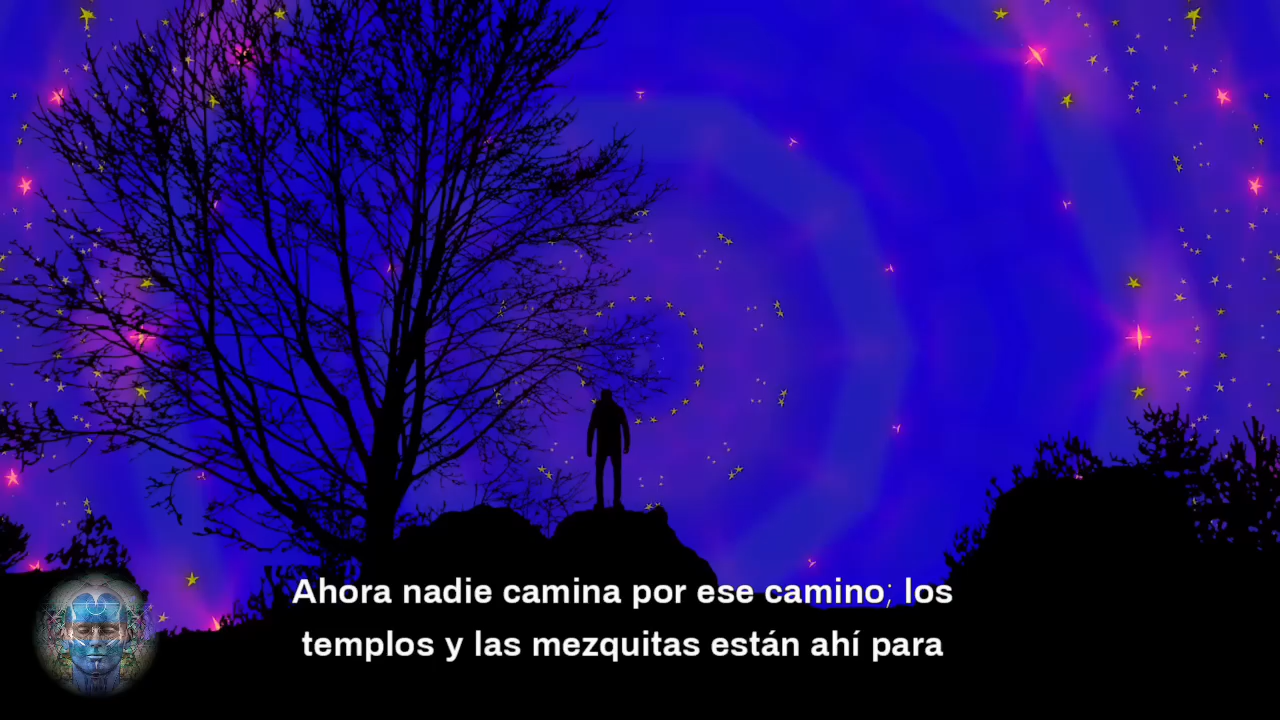 Ahora nadie camina por ese camino; los
templos y las mezquitas están ahí para